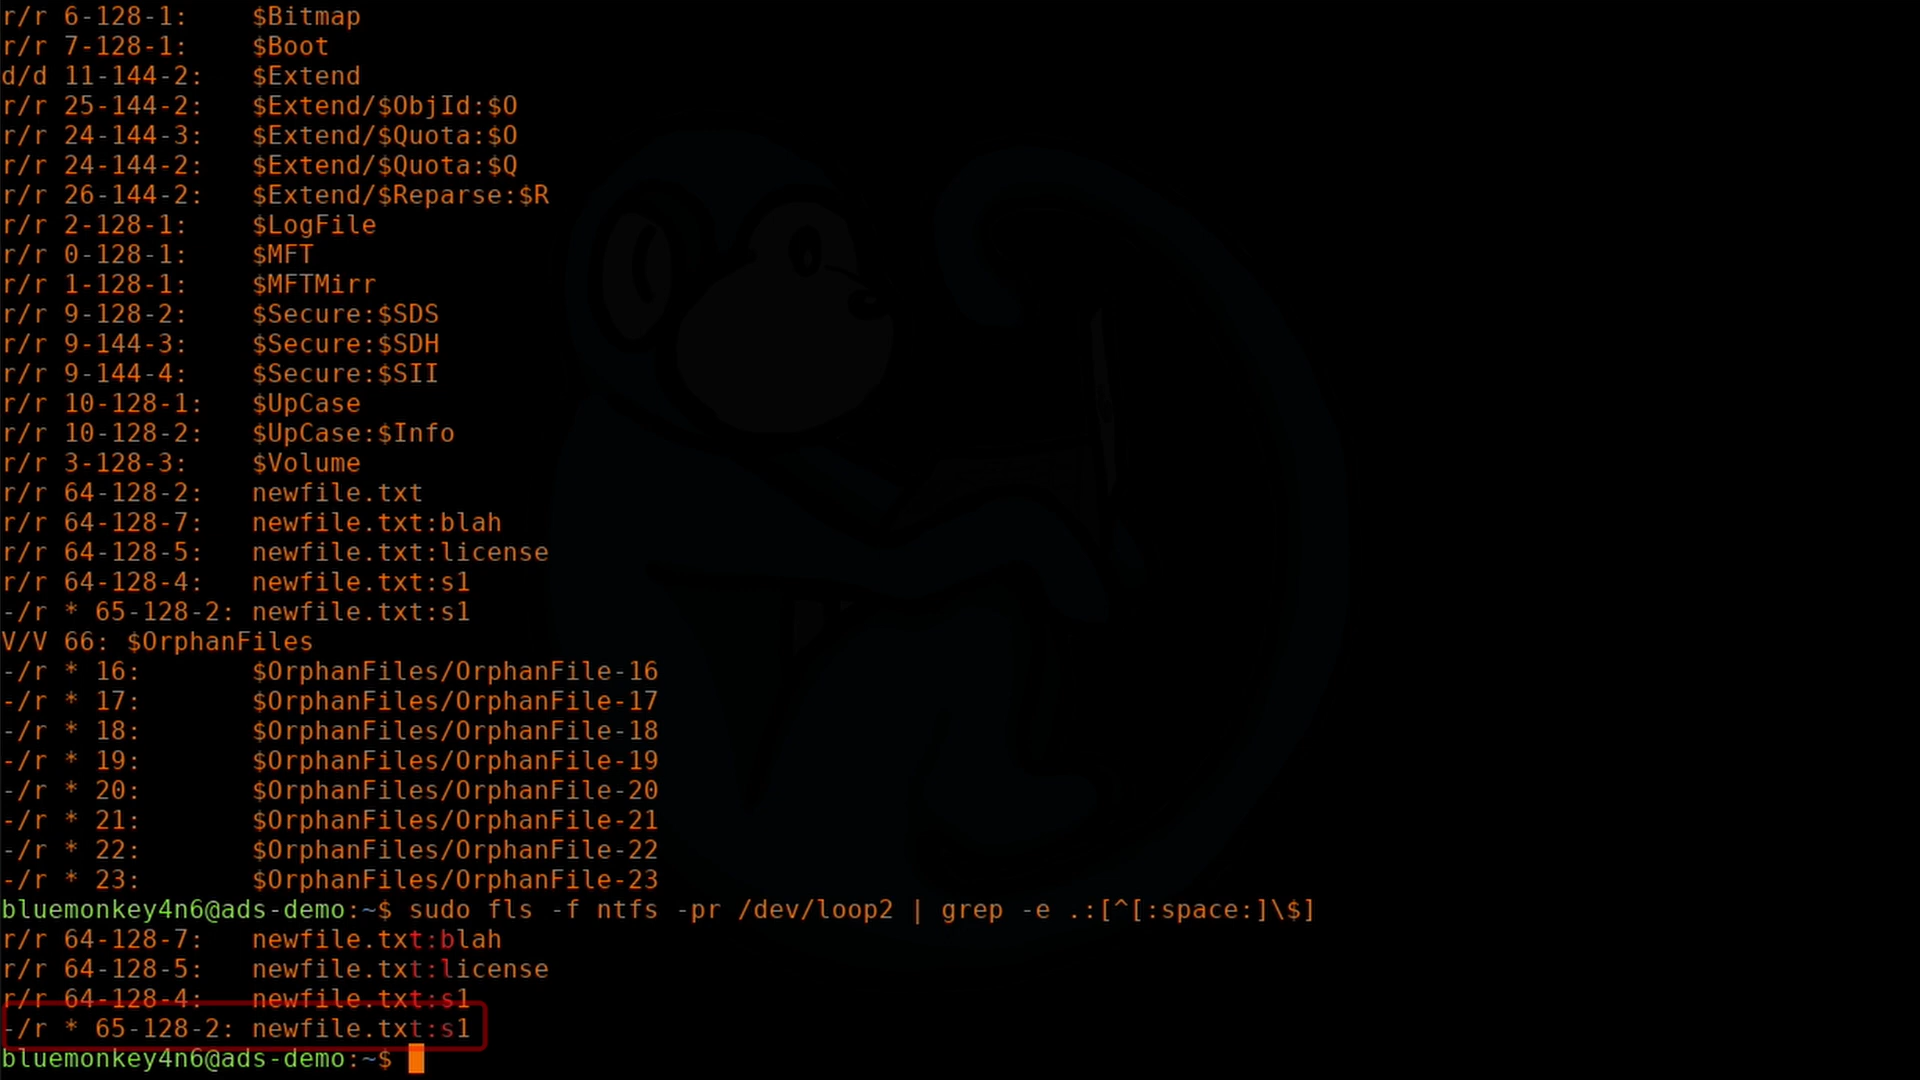 r/r 6-128-1:    $Bitmap
r/r 7-128-1:    $Boot
d/d 11-144-2:   $Extend
r/r 25-144-2:   $Extend/$ObjId:$O
r/r 24-144-3:   $Extend/$Quota:$O
r/r 24-144-2:   $Extend/$Quota:$Q
r/r 26-144-2:   $Extend/$Reparse:$R
r/r 2-128-1:    $LogFile
r/r 0-128-1:    $MFT
r/r 1-128-1:    $MFTMirr
r/r 9-128-2:    $Secure:$SDS
r/r 9-144-3:    $Secure:$SDH
r/r 9-144-4:    $Secure:$SII
r/r 10-128-1:   $UpCase
r/r 10-128-2:   $UpCase:$Info
r/r 3-128-3:    $Volume
r/r 64-128-2:   newfile.txt
r/r 64-128-7:   newfile.txt:blah
r/r 64-128-5:   newfile.txt:license
r/r 64-128-4:   newfile.txt:s1
-/r * 65-128-2: newfile.txt:s1
V/V 66: $OrphanFiles
-/r * 16:       $OrphanFiles/OrphanFile-16
-/r * 17:       $OrphanFiles/OrphanFile-17
-/r * 18:       $OrphanFiles/OrphanFile-18
-/r * 19:       $OrphanFiles/OrphanFile-19
-/r * 20:       $OrphanFiles/OrphanFile-20
-/r * 21:       $OrphanFiles/OrphanFile-21
-/r * 22:       $OrphanFiles/OrphanFile-22
-/r * 23:       $OrphanFiles/OrphanFile-23
bluemonkey4n6@ads-demo:~$ sudo fls -f ntfs -pr /dev/loop2 | grep -e .:[^[:space:]\$]
r/r 64-128-7:   newfile.txt:blah
r/r 64-128-5:   newfile.txt:license
r/r 64-128-4:   newfile.txt:s1
-/r * 65-128-2: newfile.txt:s1
bluemonkey4n6@ads-demo:~$